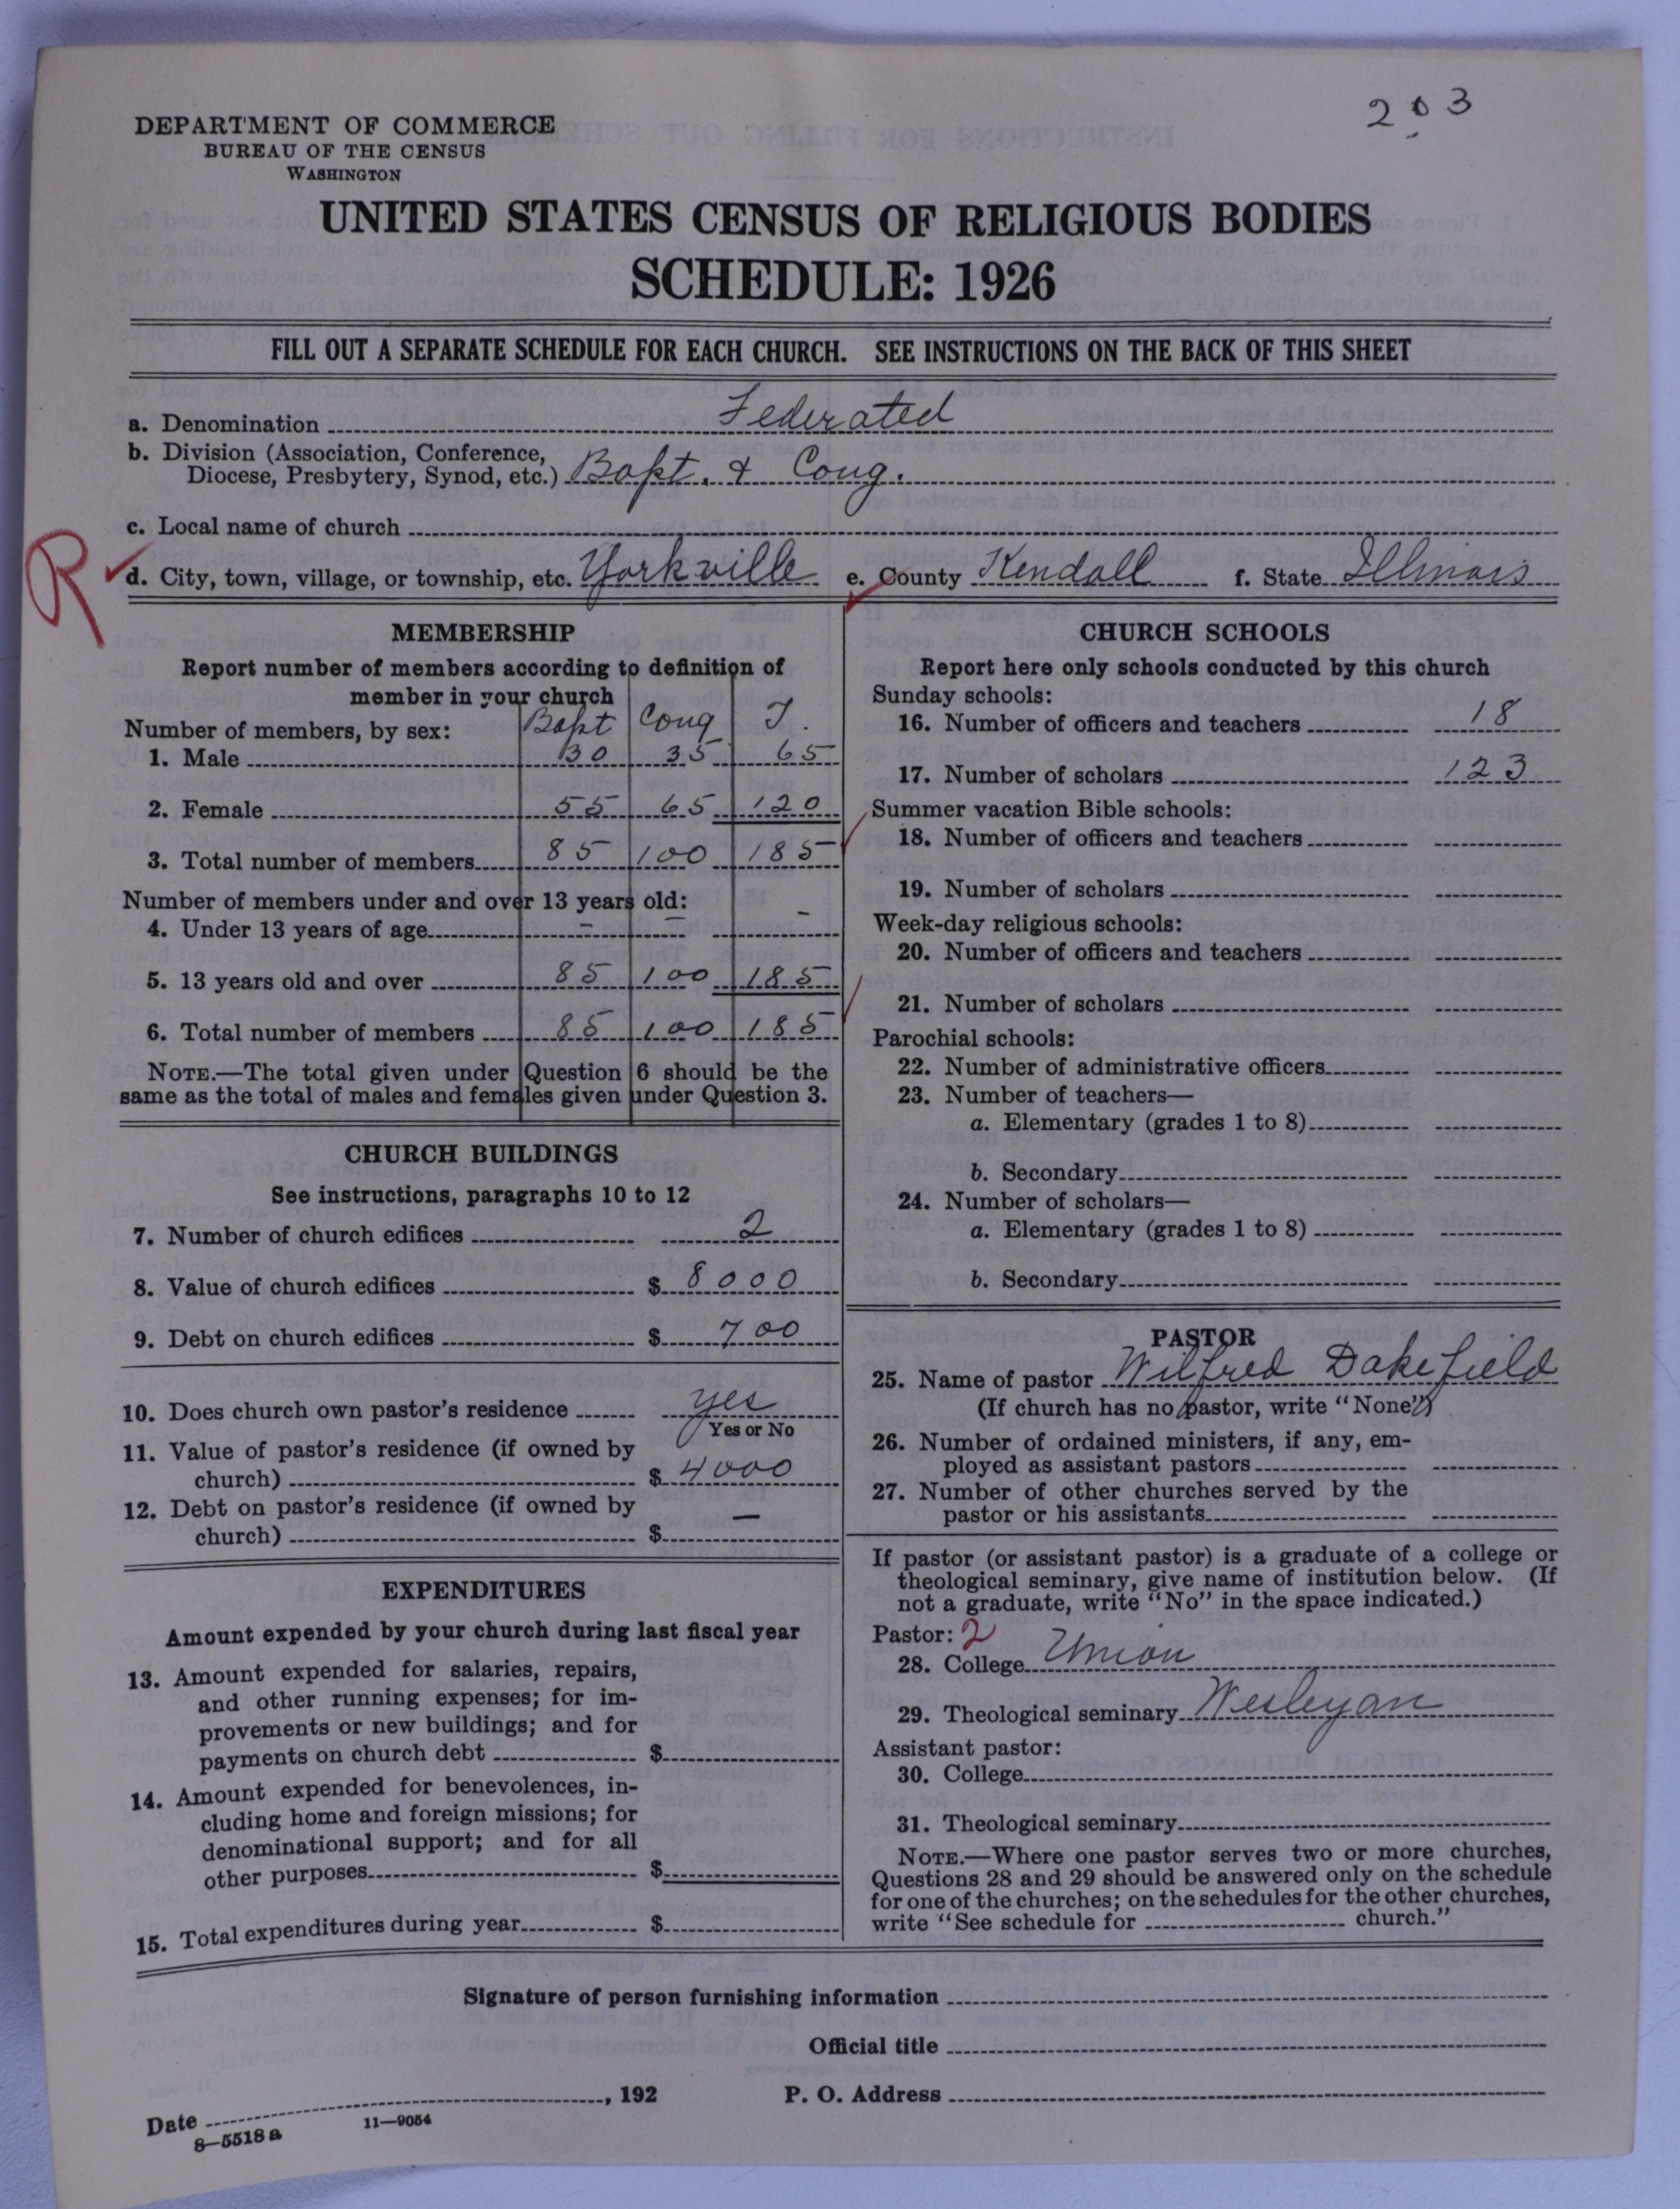 203
DEPARTMENT OF COMMERCE
BUREAU OF THE CENSUS
WASHINGTON
UNITED STATES CENSUS OF RELIGIOUS BODIES
SCHEDULE: 1926
FILL OUT A SEPARATE SCHEDULE FOR EACH CHURCH. SEE INSTRUCTIONS ON THE BACK OF THIS SHEET
a. Denomination Federated
b. Division (Association, Conference,
Diocese, Presbytery, Synod, etc.) Bapt. & Cong.
c. Local name of church
R
d. City, town, village, or township, etc. Yorkville e. County Kendall f. State Illinois
MEMBERSHIP
Report number of members according to definition of
member in your church
Bapt Cong T.
Number of members, by sex:
1. Male 30 35 65
2. Female 55 65 120
3. Total number of members 85 100 185
Number of members under and over 13 years old:
4. Under 13 years of age - - -
5. 13 years old and over 85 100 185
6. Total number of members 85 100 185
NOTE.—The total given under Question 6 should be the
same as the total of males and females given under Question 3.
CHURCH BUILDINGS
See instructions, paragraphs 10 to 12
7. Number of church edifices 2
8. Value of church edifices $ 8000
9. Debt on church edifices $ 700
10. Does church own pastor's residence yes
Yes or No
11. Value of pastor's residence (if owned by
church) $ 4000
12. Debt on pastor's residence (if owned by
church) $ —
EXPENDITURES
Amount expended by your church during last fiscal year
13. Amount expended for salaries, repairs,
and other running expenses; for im-
provements or new buildings; and for
payments on church debt $
14. Amount expended for benevolences, in-
cluding home and foreign missions; for
denominational support; and for all
other purposes $
15. Total expenditures during year $
CHURCH SCHOOLS
Report here only schools conducted by this church
Sunday schools:
16. Number of officers and teachers 18
17. Number of scholars 123
Summer vacation Bible schools:
18. Number of officers and teachers
19. Number of scholars
Week-day religious schools:
20. Number of officers and teachers
21. Number of scholars
Parochial schools:
22. Number of administrative officers
23. Number of teachers—
a. Elementary (grades 1 to 8)
b. Secondary
24. Number of scholars—
a. Elementary (grades 1 to 8)
b. Secondary
PASTOR
25. Name of pastor Wilfred Dakefield
(If church has no pastor, write "None")
26. Number of ordained ministers, if any, em-
ployed as assistant pastors
27. Number of other churches served by the
pastor or his assistants
If pastor (or assistant pastor) is a graduate of a college or
theological seminary, give name of institution below. (If
not a graduate, write "No" in the space indicated.)
Pastor: 2
28. College Union
29. Theological seminary Wesleyan
Assistant pastor:
30. College
31. Theological seminary
NOTE.—Where one pastor serves two or more churches,
Questions 28 and 29 should be answered only on the schedule
for one of the churches; on the schedules for the other churches,
write "See schedule for church."
Signature of person furnishing information
Official title
Date , 192 P. O. Address
8—5518 a 11—9054